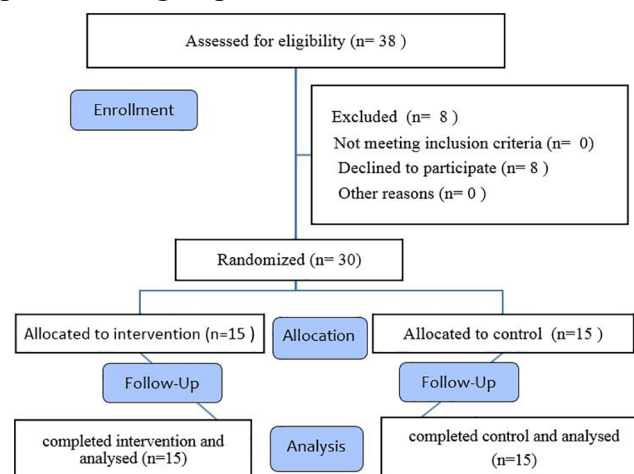 Assessed for eligibility (n= 38 )
Enrollment
Excluded (n= 8 )
Not meeting inclusion criteria (n= 0)
Declined to participate (n= 8 )
Other reasons (n= 0 )
Randomized (n= 30)
Allocated to intervention (n=15 )
Allocation
Allocated to control (n=15 )
Follow-Up
Follow-Up
completed intervention and
analysed (n=15)
Analysis
completed control and analysed
(n=15)